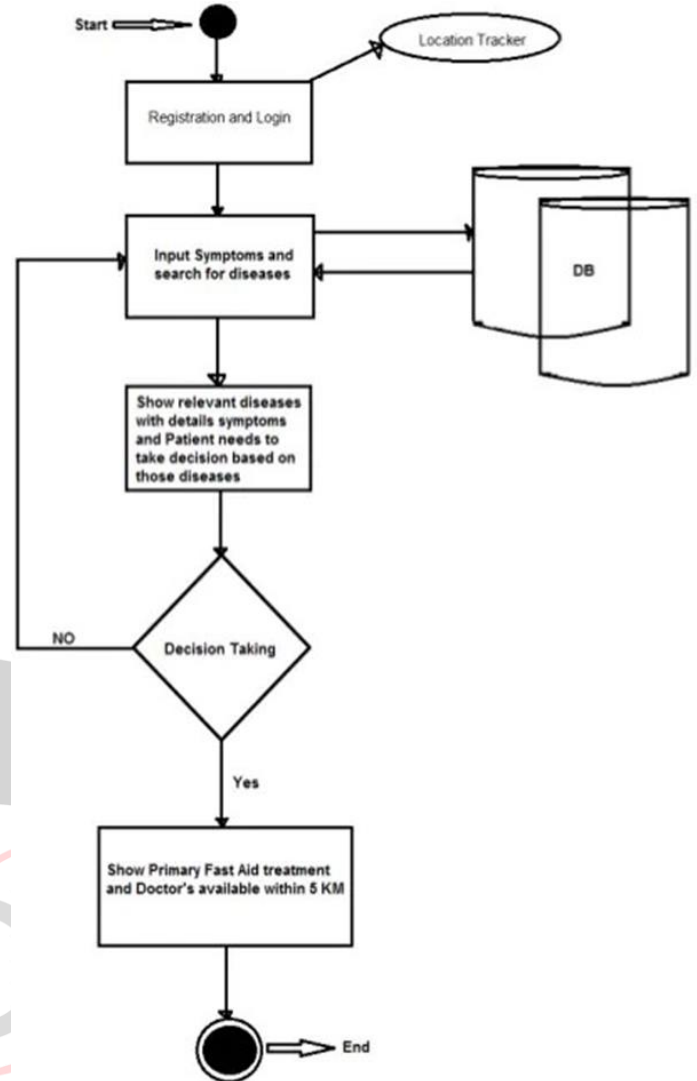 Start
Location Tracker
Registration and Login
Input Symptoms and
search for diseases
DB
Show relevant diseases
with details symptoms
and Patient needs to
take decision based on
those diseases
Decision Taking
NO
Yes
Show Primary Fast Aid treatment
and Doctor's available within 5 KM
End